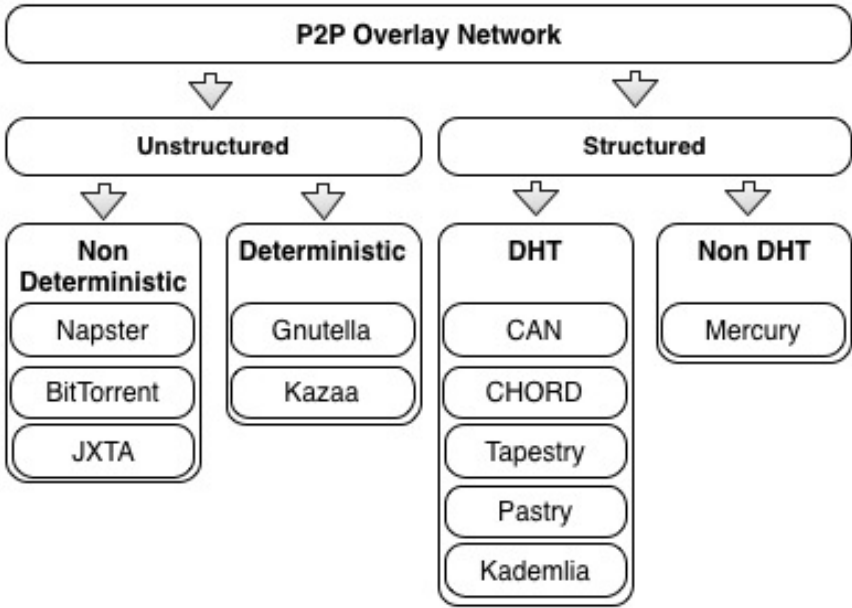 P2P Overlay Network
Unstructured
Structured
Non
Deterministic
Napster
BitTorrent
JXTA
Deterministic
Gnutella
Kazaa
DHT
CAN
CHORD
Tapestry
Pastry
Kademlia
Non DHT
Mercury